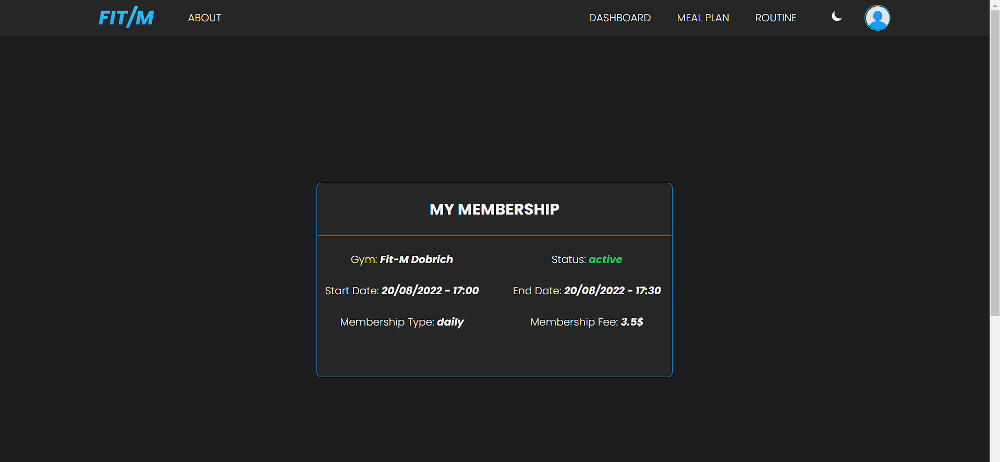 FIT/M ABOUT DASHBOARD MEAL PLAN ROUTINE
MY MEMBERSHIP
Gym: Fit-M Dobrich Status: active
Start Date: 20/08/2022 - 17:00 End Date: 20/08/2022 - 17:30
Membership Type: daily Membership Fee: 3.5$